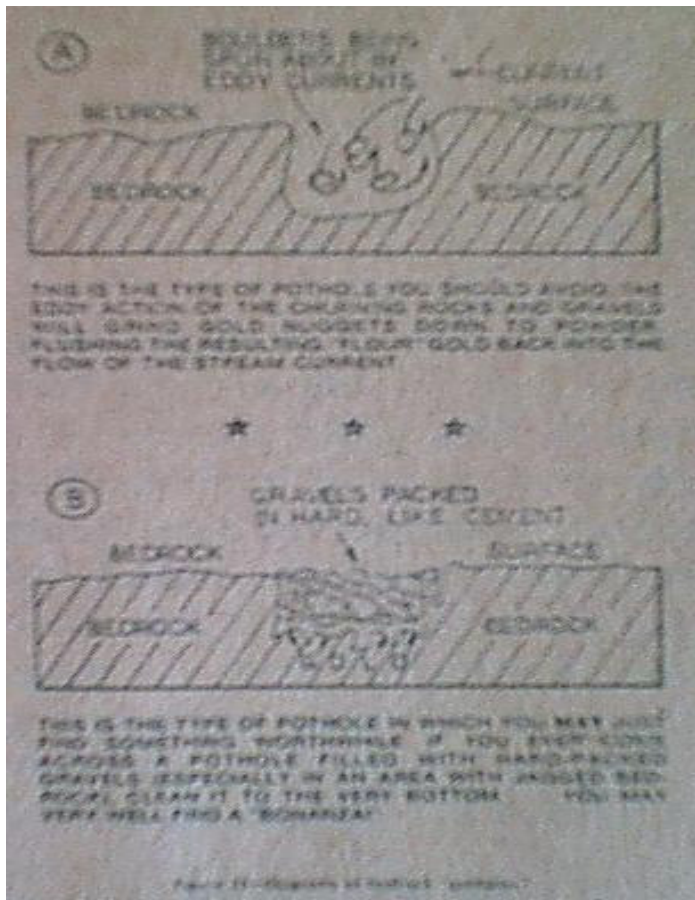 A
BOULDERS BEING
SPUN ABOUT BY
EDDY CURRENTS
CURRENT
BEDROCK
SURFACE
BEDROCK
BEDROCK
THIS IS THE TYPE OF POTHOLE YOU SHOULD AVOID. THE
EDDY ACTION OF THE CHURNING ROCKS AND GRAVELS
WILL GRIND GOLD NUGGETS DOWN TO POWDER,
FLUSHING THE RESULTING "FLOUR" GOLD BACK INTO THE
FLOW OF THE STREAM CURRENT
B
GRAVELS PACKED
IN HARD, LIKE CEMENT
BEDROCK
SURFACE
BEDROCK
BEDROCK
THIS IS THE TYPE OF POTHOLE IN WHICH YOU MAY JUST
FIND SOMETHING WORTHWHILE. IF YOU EVER COME
ACROSS A POTHOLE FILLED WITH HARD-PACKED
GRAVELS (ESPECIALLY IN AN AREA WITH JAGGED BED-
ROCK), CLEAN IT TO THE VERY BOTTOM YOU MAY
VERY WELL FIND A "BONANZA!"
Diagrams of bedrock "potholes"